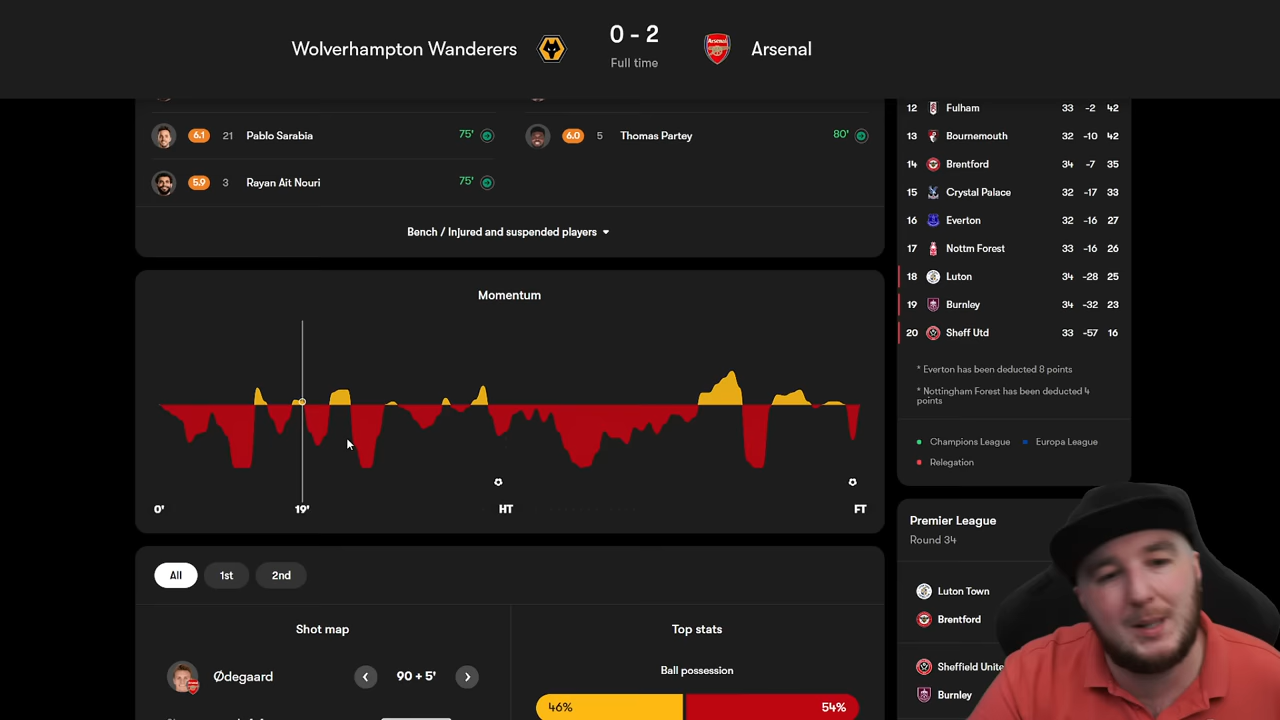 Wolverhampton Wanderers
0 - 2
Arsenal
Full time
6.1 21 Pablo Sarabia 75'
6.0 5 Thomas Partey 80'
5.9 3 Rayan Ait Nouri 75'
Bench / Injured and suspended players
Momentum
0' 19' HT FT
All 1st 2nd
Shot map
Ødegaard 90 + 5'
Top stats
Ball possession
46% 54%
12 Fulham 33 -2 42
13 Bournemouth 32 -10 42
14 Brentford 34 -7 35
15 Crystal Palace 32 -17 33
16 Everton 32 -16 27
17 Nottm Forest 33 -16 26
18 Luton 34 -28 25
19 Burnley 34 -32 23
20 Sheff Utd 33 -57 16
* Everton has been deducted 8 points
* Nottingham Forest has been deducted 4
points
Champions League Europa League
Relegation
Premier League
Round 34
Luton Town
Brentford
Sheffield Unite
Burnley